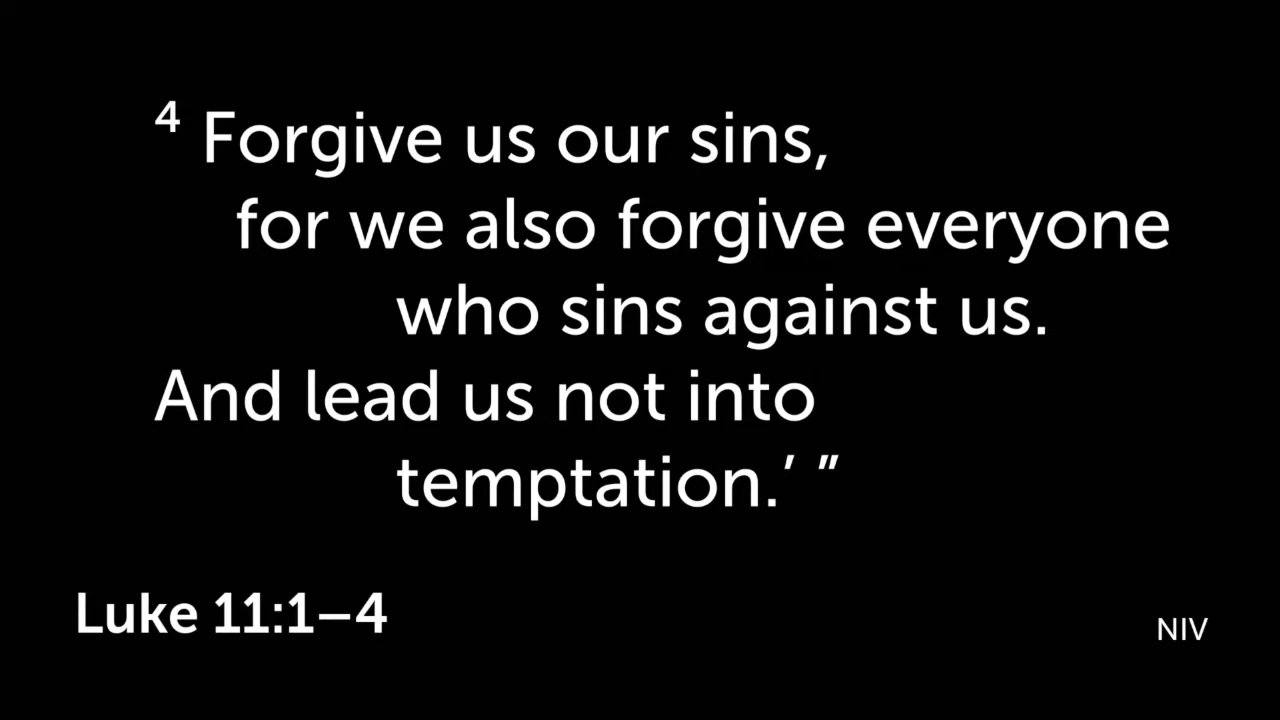 ⁴ Forgive us our sins,
for we also forgive everyone
who sins against us.
And lead us not into
temptation.’ ”
Luke 11:1–4
NIV